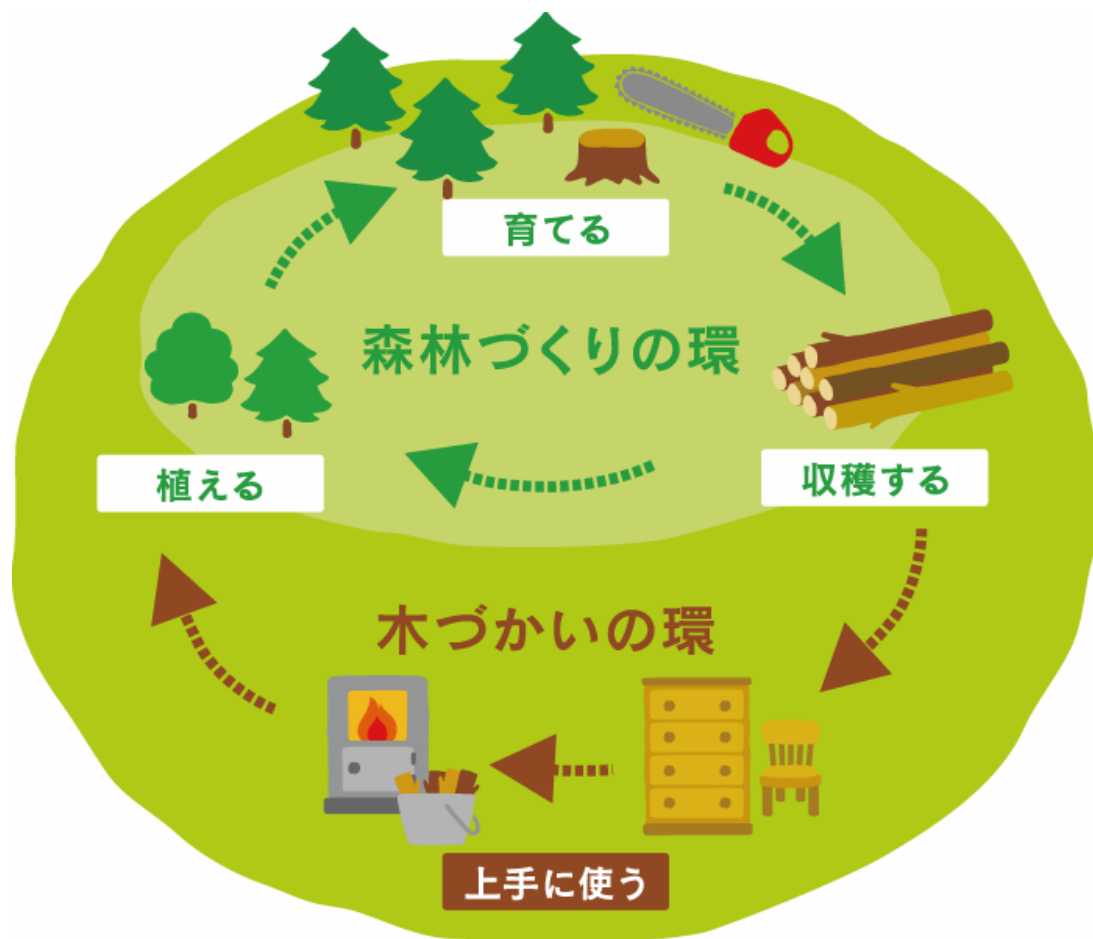 育てる
森林づくりの環
植える
収穫する
木づかいの環
上手に使う